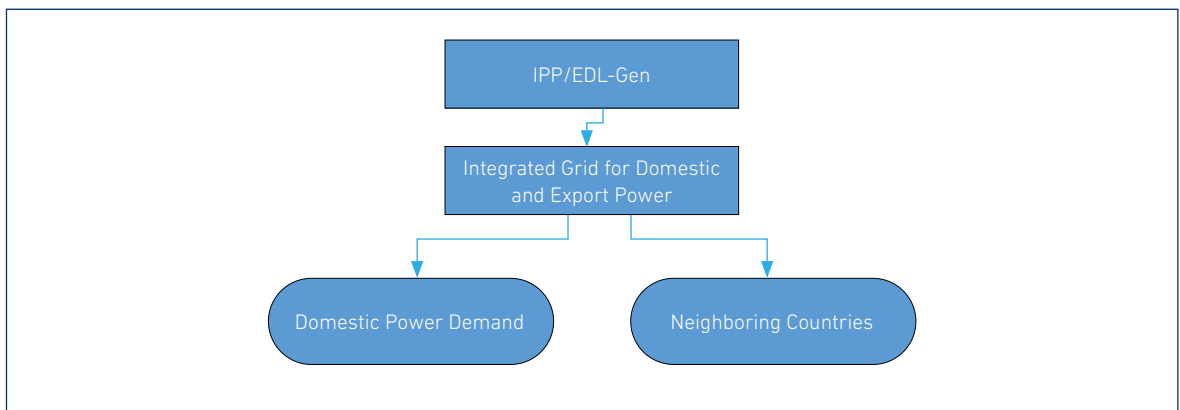 IPP/EDL-Gen
Integrated Grid for Domestic
and Export Power
Domestic Power Demand
Neighboring Countries